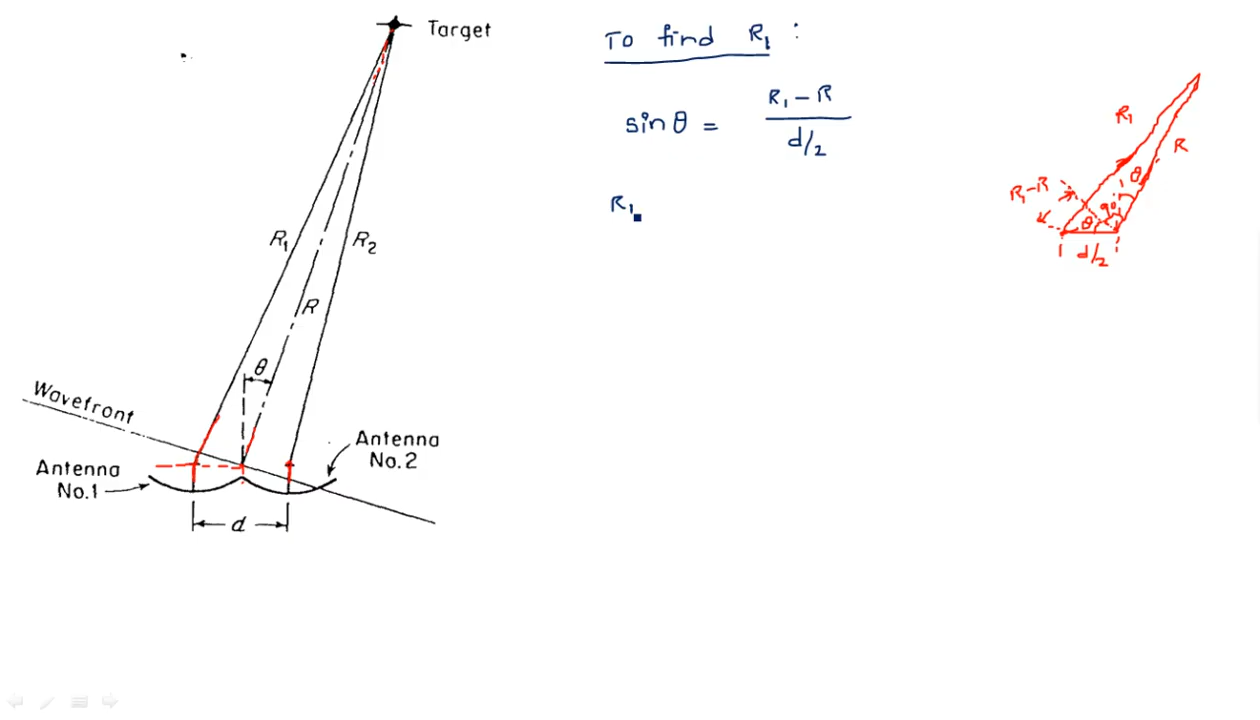 Target
R₁
R₂
R
θ
Wavefront
Antenna
No.1
Antenna
No.2
d
To find R₁ :
sinθ = (R₁ - R) / (d/2)
R₁
R₁
R
R₁-R
θ
θ
90°
d/2